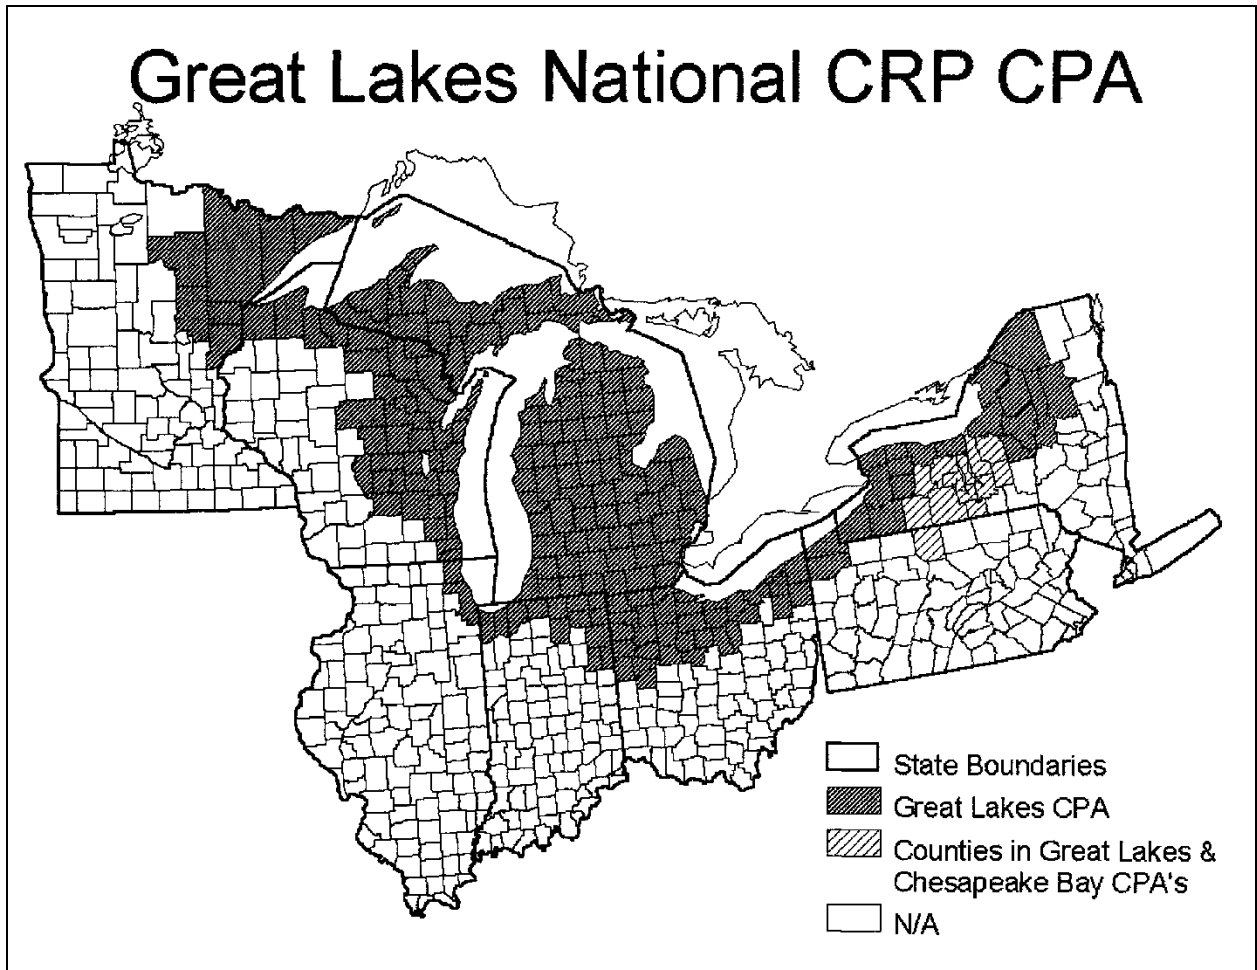 Great Lakes National CRP CPA
State Boundaries
Great Lakes CPA
Counties in Great Lakes &
Chesapeake Bay CPA's
N/A